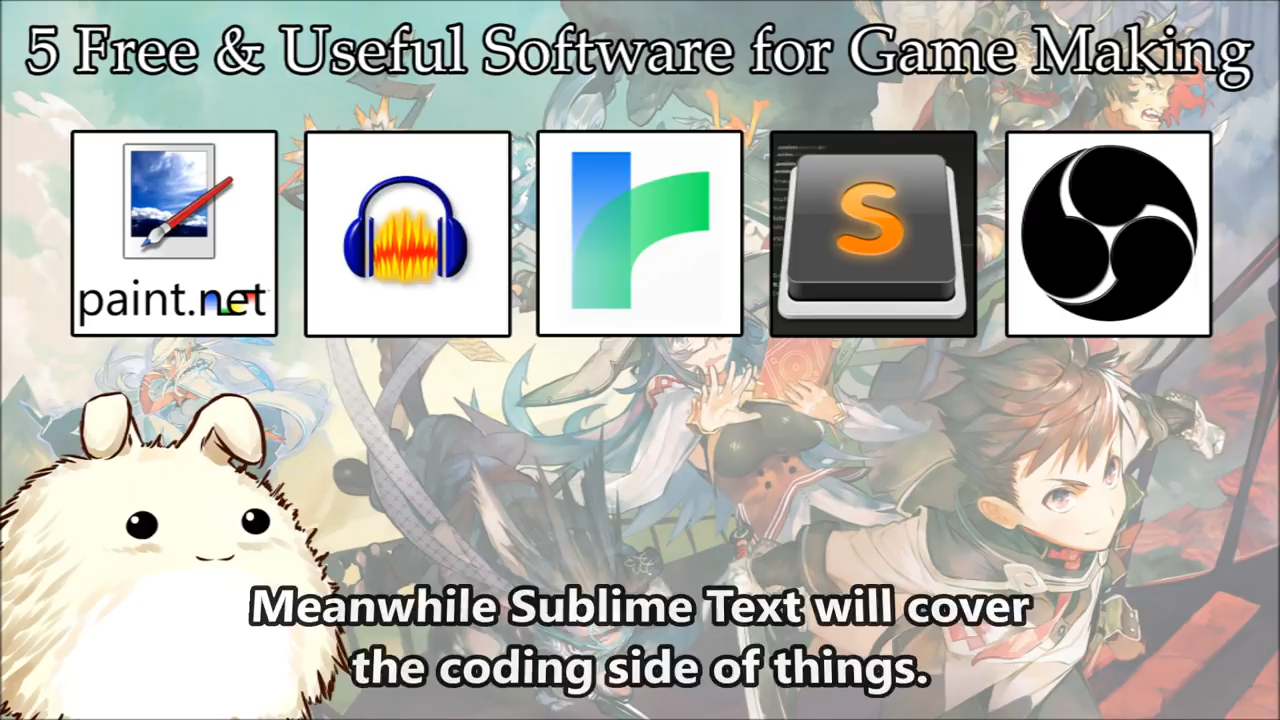 5 Free & Useful Software for Game Making
paint.net
S
Meanwhile Sublime Text will cover
the coding side of things.